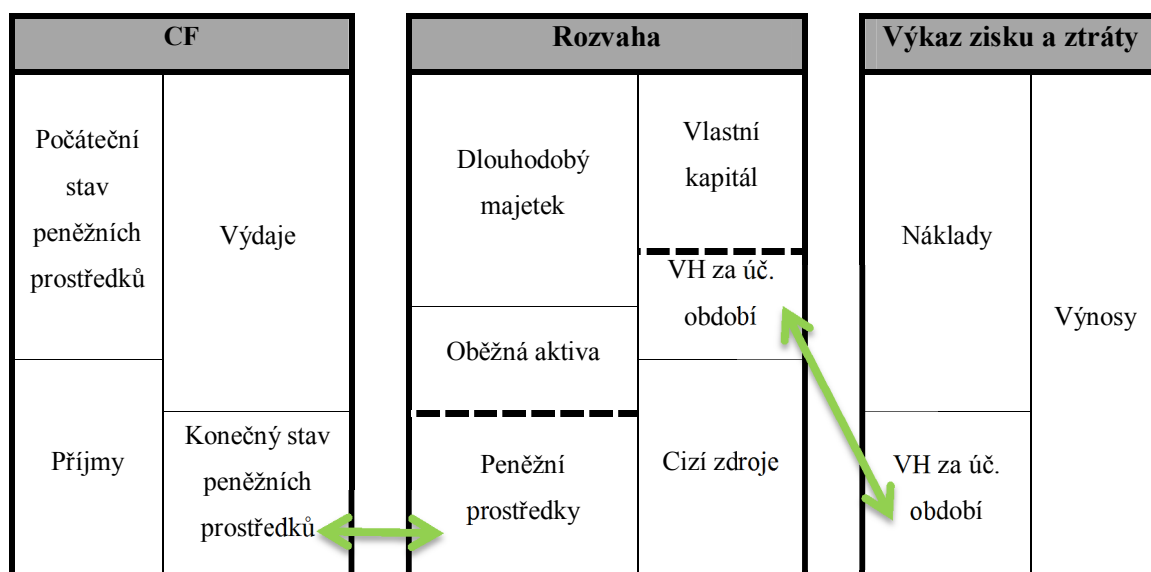 CF
Počáteční
stav
peněžních
prostředků
Výdaje
Příjmy
Konečný stav
peněžních
prostředků
Rozvaha
Dlouhodobý
majetek
Vlastní
kapitál
VH za úč.
období
Oběžná aktiva
Peněžní
prostředky
Cizí zdroje
Výkaz zisku a ztráty
Náklady
Výnosy
VH za úč.
období